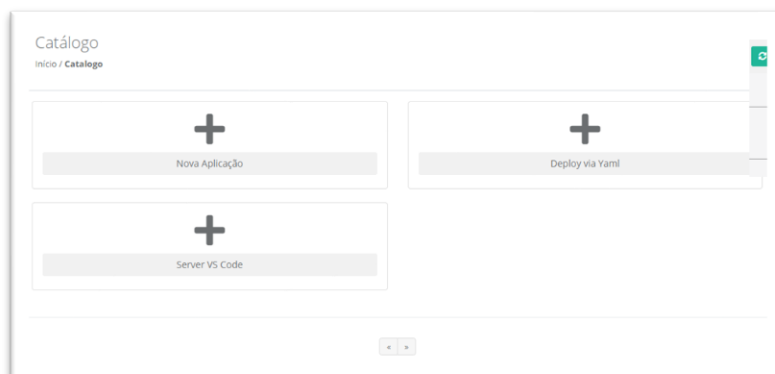 Catálogo
Início / Catalogo
Nova Aplicação
Deploy via Yaml
Server VS Code
« »